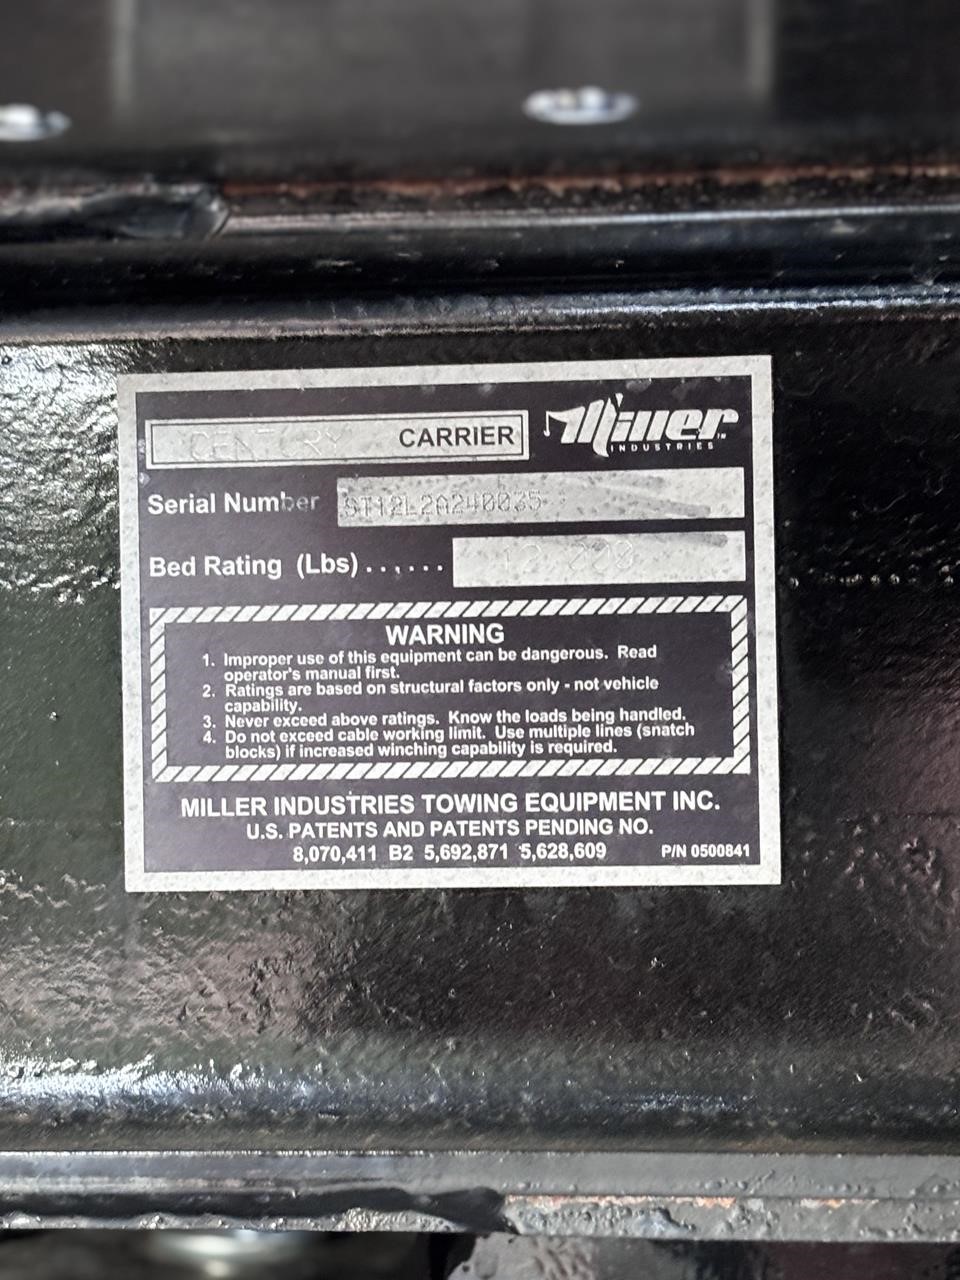 CENTURY CARRIER Miller
INDUSTRIES
Serial Number ST12L2A240035
Bed Rating (Lbs) ......
WARNING
1. Improper use of this equipment can be dangerous. Read
operator's manual first.
2. Ratings are based on structural factors only - not vehicle
capability.
3. Never exceed above ratings. Know the loads being handled.
4. Do not exceed cable working limit. Use multiple lines (snatch
blocks) if increased winching capability is required.
MILLER INDUSTRIES TOWING EQUIPMENT INC.
U.S. PATENTS AND PATENTS PENDING NO.
8,070,411 B2 5,692,871 5,628,609 P/N 0500841